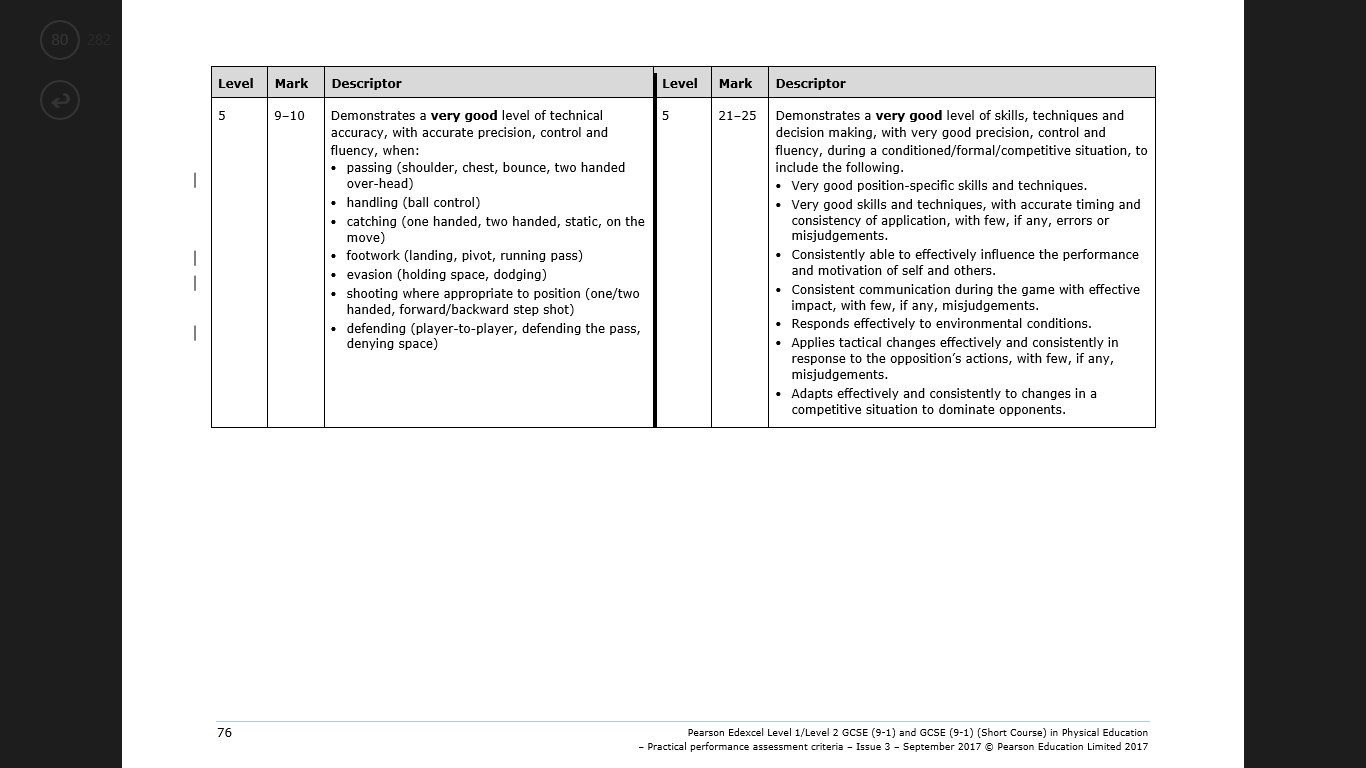 80 282
Level Mark Descriptor Level Mark Descriptor
5 9–10
Demonstrates a very good level of technical
accuracy, with accurate precision, control and
fluency, when:
• passing (shoulder, chest, bounce, two handed
over-head)
• handling (ball control)
• catching (one handed, two handed, static, on the
move)
• footwork (landing, pivot, running pass)
• evasion (holding space, dodging)
• shooting where appropriate to position (one/two
handed, forward/backward step shot)
• defending (player-to-player, defending the pass,
denying space)
5 21–25
Demonstrates a very good level of skills, techniques and
decision making, with very good precision, control and
fluency, during a conditioned/formal/competitive situation, to
include the following.
• Very good position-specific skills and techniques.
• Very good skills and techniques, with accurate timing and
consistency of application, with few, if any, errors or
misjudgements.
• Consistently able to effectively influence the performance
and motivation of self and others.
• Consistent communication during the game with effective
impact, with few, if any, misjudgements.
• Responds effectively to environmental conditions.
• Applies tactical changes effectively and consistently in
response to the opposition’s actions, with few, if any,
misjudgements.
• Adapts effectively and consistently to changes in a
competitive situation to dominate opponents.
76
Pearson Edexcel Level 1/Level 2 GCSE (9-1) and GCSE (9-1) (Short Course) in Physical Education
– Practical performance assessment criteria – Issue 3 – September 2017 © Pearson Education Limited 2017